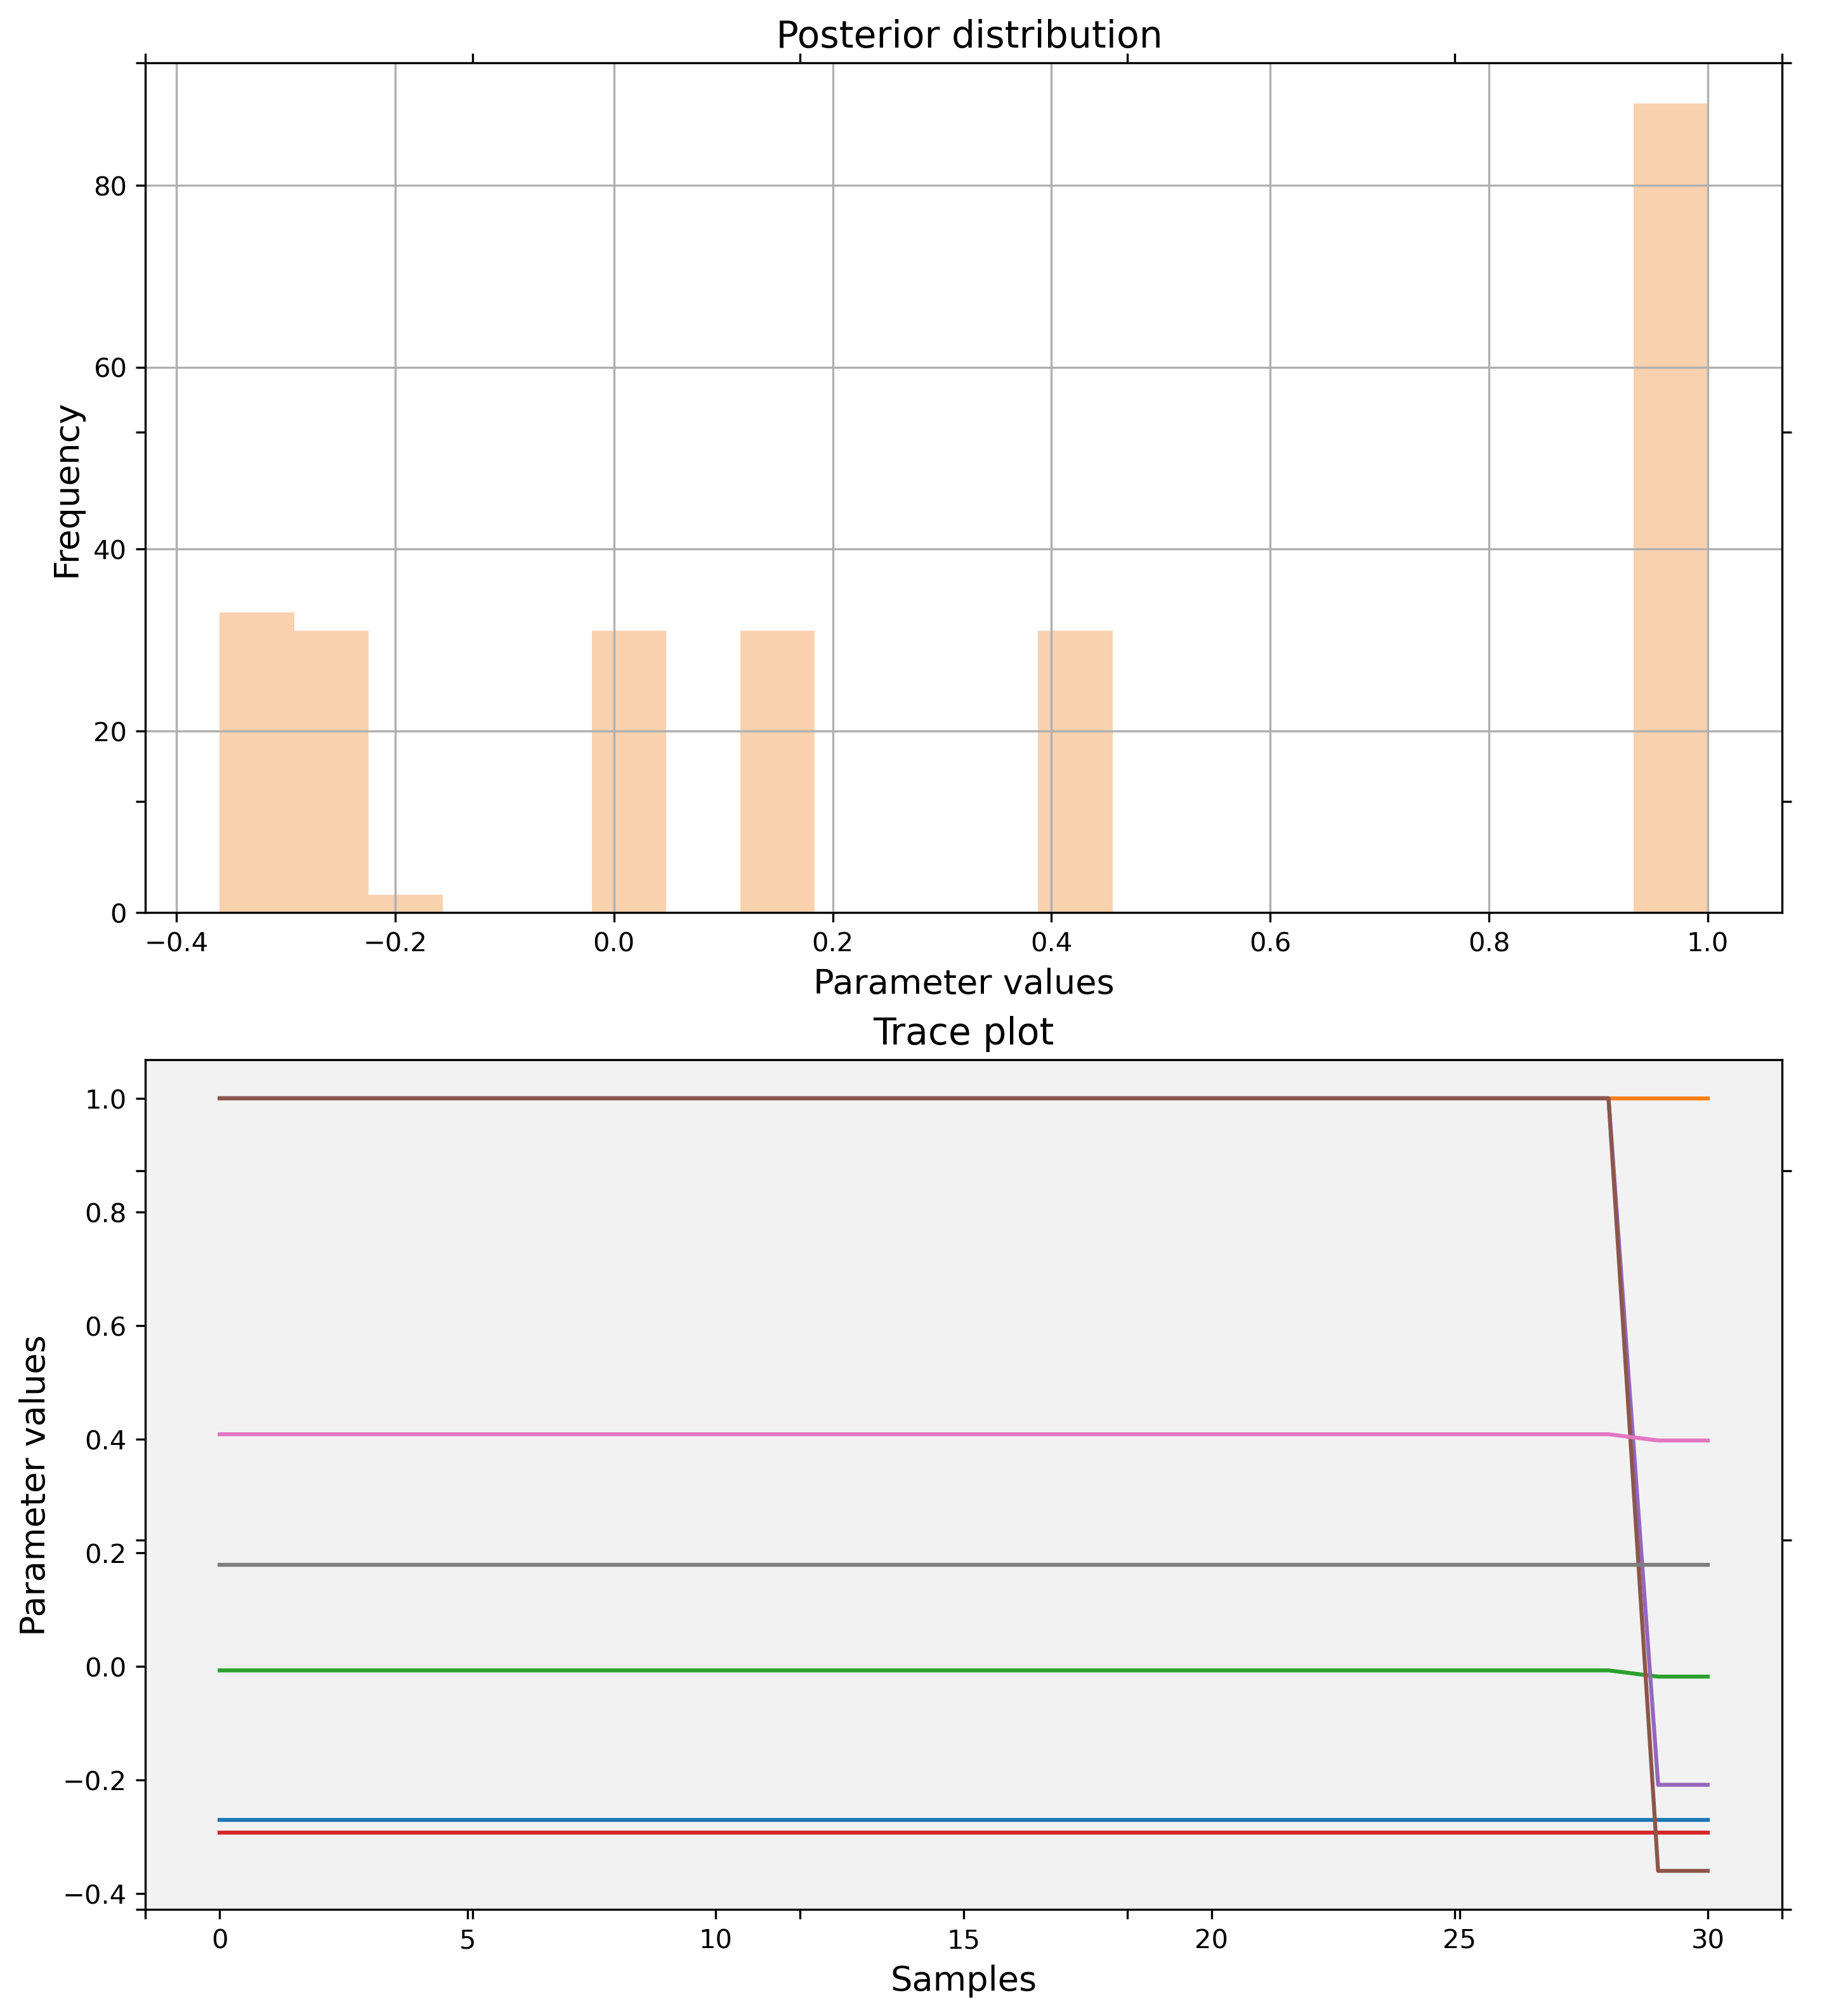 Posterior distribution
Frequency
80
60
40
20
0
−0.4 −0.2 0.0 0.2 0.4 0.6 0.8 1.0
Parameter values
Trace plot
Parameter values
1.0
0.8
0.6
0.4
0.2
0.0
−0.2
−0.4
0 5 10 15 20 25 30
Samples